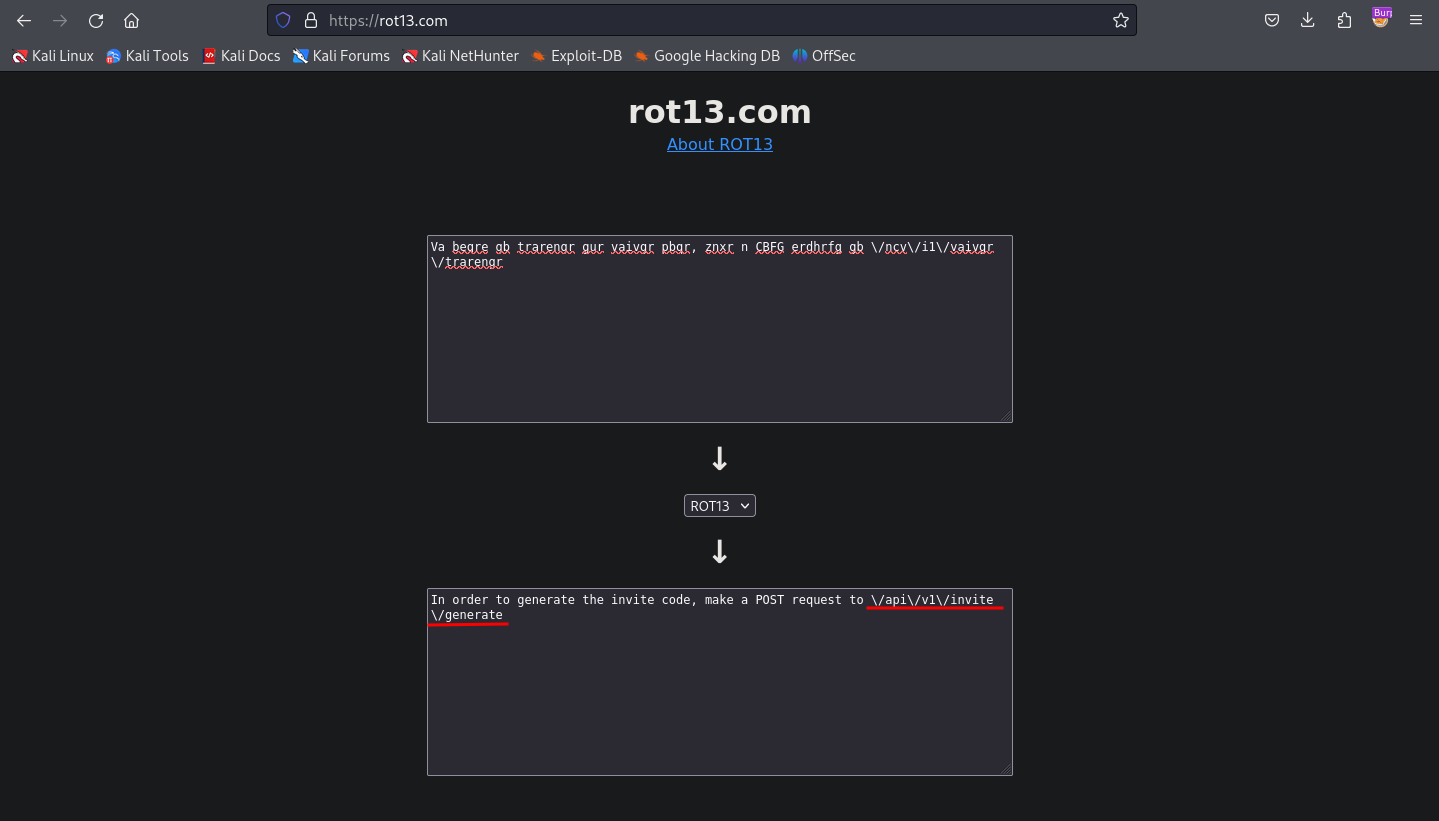 https://rot13.com
Burp
Kali Linux Kali Tools Kali Docs Kali Forums Kali NetHunter Exploit-DB Google Hacking DB OffSec
rot13.com
About ROT13
Va beqre gb trarengr gur vaivgr pbqr, znxr n CBFG erdhrfg gb \/ncv\/i1\/vaivgr
\/trarengr
↓
ROT13
↓
In order to generate the invite code, make a POST request to \/api\/v1\/invite
\/generate